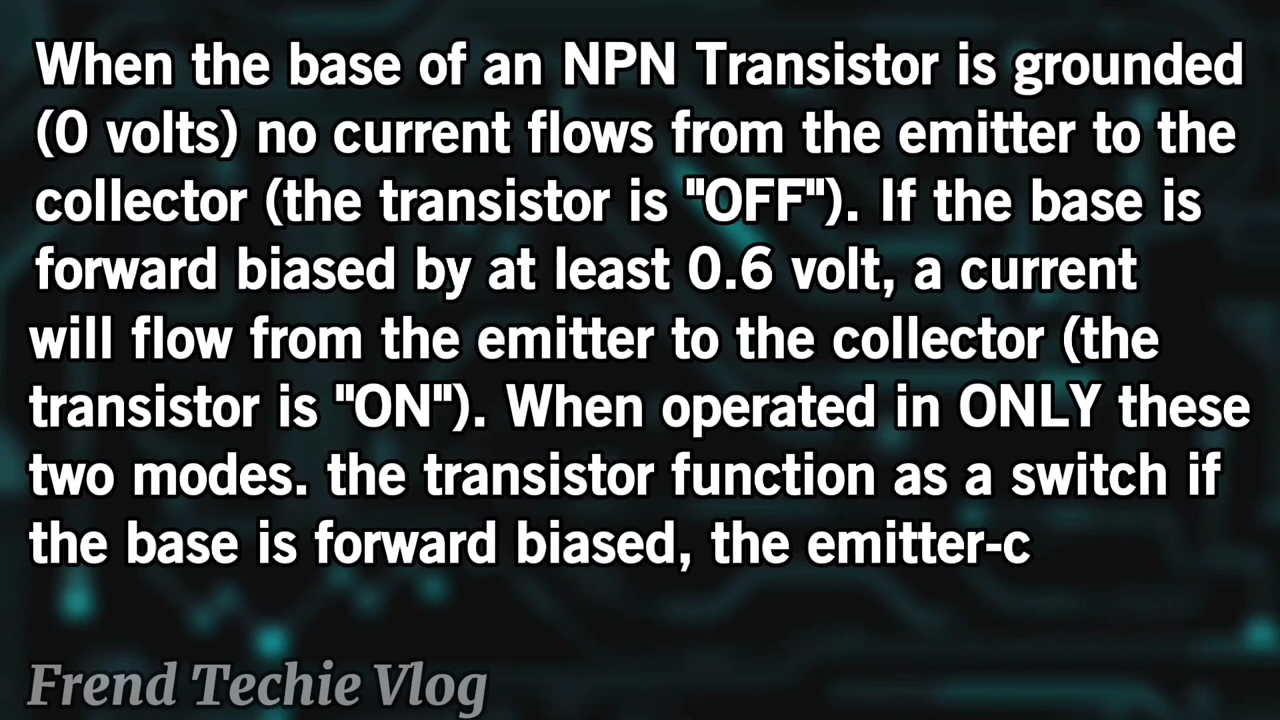 When the base of an NPN Transistor is grounded
(0 volts) no current flows from the emitter to the
collector (the transistor is "OFF"). If the base is
forward biased by at least 0.6 volt, a current
will flow from the emitter to the collector (the
transistor is "ON"). When operated in ONLY these
two modes. the transistor function as a switch if
the base is forward biased, the emitter-c
Frend Techie Vlog